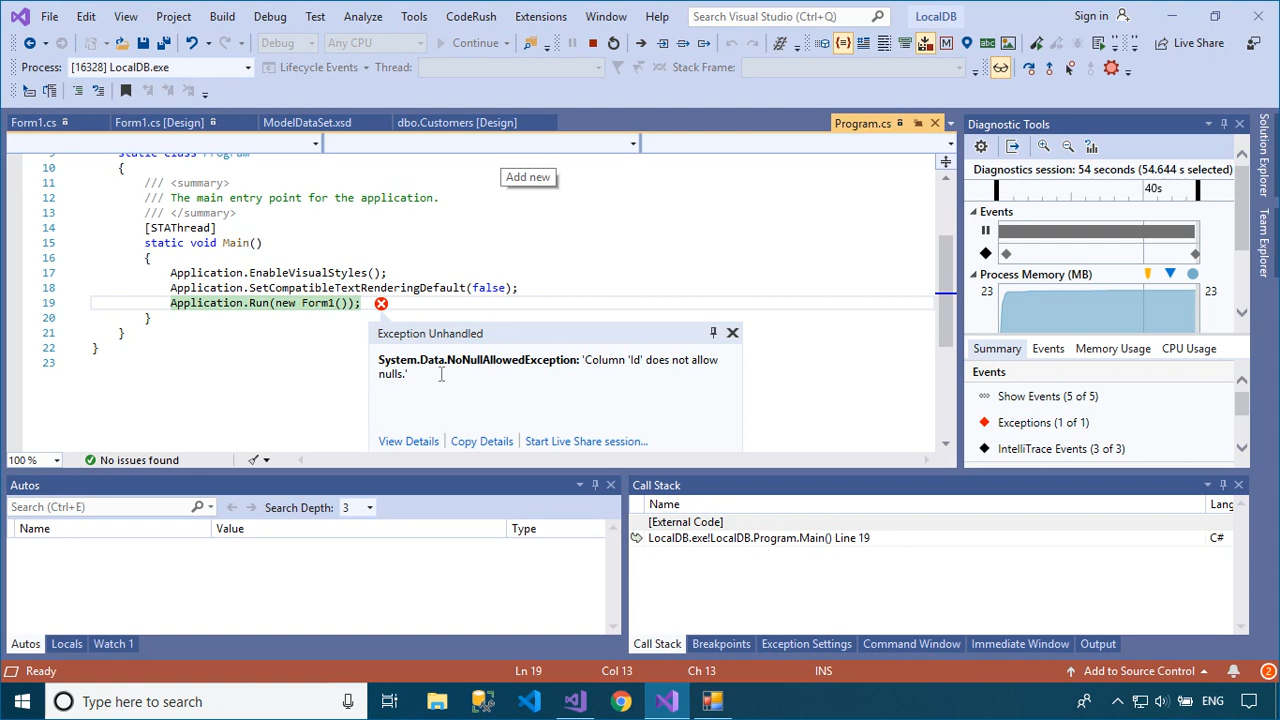 File Edit View Project Build Debug Test Analyze Tools CodeRush Extensions Window Help Search Visual Studio (Ctrl+Q) LocalDB Sign in
Debug Any CPU Continue Live Share
Process: [16328] LocalDB.exe Lifecycle Events Thread: Stack Frame:
Form1.cs Form1.cs [Design] ModelDataSet.xsd dbo.Customers [Design] Program.cs
9 static class Program
10 {
11 /// <summary>
12 /// The main entry point for the application.
13 /// </summary>
14 [STAThread]
15 static void Main()
16 {
17 Application.EnableVisualStyles();
18 Application.SetCompatibleTextRenderingDefault(false);
19 Application.Run(new Form1());
20 }
21 }
22 }
23
Add new
Exception Unhandled
System.Data.NoNullAllowedException: 'Column 'Id' does not allow
nulls.'
View Details Copy Details Start Live Share session...
100 % No issues found
Diagnostic Tools
Diagnostics session: 54 seconds (54.644 s selected)
40s
Events
Process Memory (MB)
23 23
Summary Events Memory Usage CPU Usage
Events
Show Events (5 of 5)
Exceptions (1 of 1)
IntelliTrace Events (3 of 3)
Solution Explorer
Team Explorer
Autos
Search (Ctrl+E) Search Depth: 3
Name Value Type
Autos Locals Watch 1
Call Stack
Name Lang
[External Code]
LocalDB.exe!LocalDB.Program.Main() Line 19 C#
Call Stack Breakpoints Exception Settings Command Window Immediate Window Output
Ready Ln 19 Col 13 Ch 13 INS Add to Source Control 2
Type here to search ENG